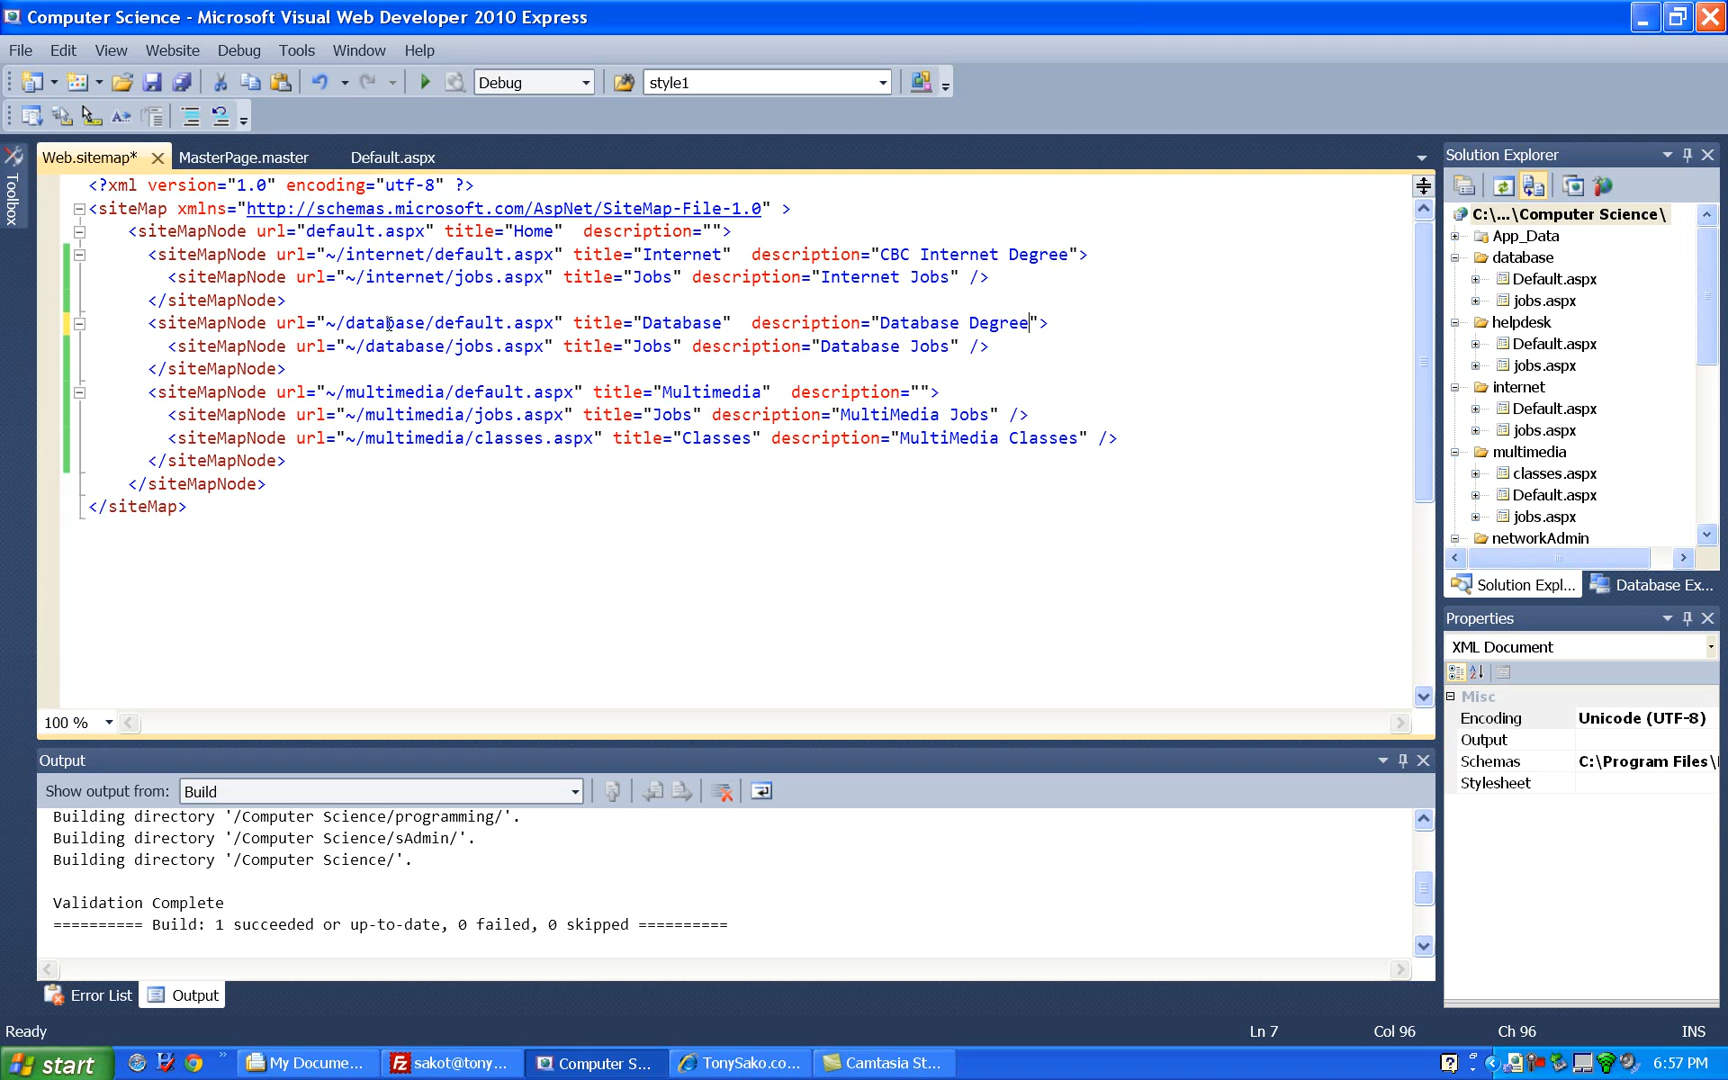 Computer Science - Microsoft Visual Web Developer 2010 Express
File Edit View Website Debug Tools Window Help
Debug style1
Toolbox
Web.sitemap* MasterPage.master Default.aspx
<?xml version="1.0" encoding="utf-8" ?>
<siteMap xmlns="http://schemas.microsoft.com/AspNet/SiteMap-File-1.0" >
<siteMapNode url="default.aspx" title="Home"  description="">
<siteMapNode url="~/internet/default.aspx" title="Internet"  description="CBC Internet Degree">
<siteMapNode url="~/internet/jobs.aspx" title="Jobs" description="Internet Jobs" />
</siteMapNode>
<siteMapNode url="~/database/default.aspx" title="Database"  description="Database Degree">
<siteMapNode url="~/database/jobs.aspx" title="Jobs" description="Database Jobs" />
</siteMapNode>
<siteMapNode url="~/multimedia/default.aspx" title="Multimedia"  description="">
<siteMapNode url="~/multimedia/jobs.aspx" title="Jobs" description="MultiMedia Jobs" />
<siteMapNode url="~/multimedia/classes.aspx" title="Classes" description="MultiMedia Classes" />
</siteMapNode>
</siteMapNode>
</siteMap>
100 %
Output
Show output from: Build
Building directory '/Computer Science/programming/'.
Building directory '/Computer Science/sAdmin/'.
Building directory '/Computer Science/'.
Validation Complete
========== Build: 1 succeeded or up-to-date, 0 failed, 0 skipped ==========
Error List Output
Solution Explorer
C:\...\Computer Science\
App_Data
database
Default.aspx
jobs.aspx
helpdesk
Default.aspx
jobs.aspx
internet
Default.aspx
jobs.aspx
multimedia
classes.aspx
Default.aspx
jobs.aspx
networkAdmin
Solution Expl... Database Ex...
Properties
XML Document
Misc
Encoding Unicode (UTF-8)
Output
Schemas C:\Program Files\
Stylesheet
Ready Ln 7 Col 96 Ch 96 INS
start My Docume... sakot@tony... Computer S... TonySako.co... Camtasia St... 6:57 PM